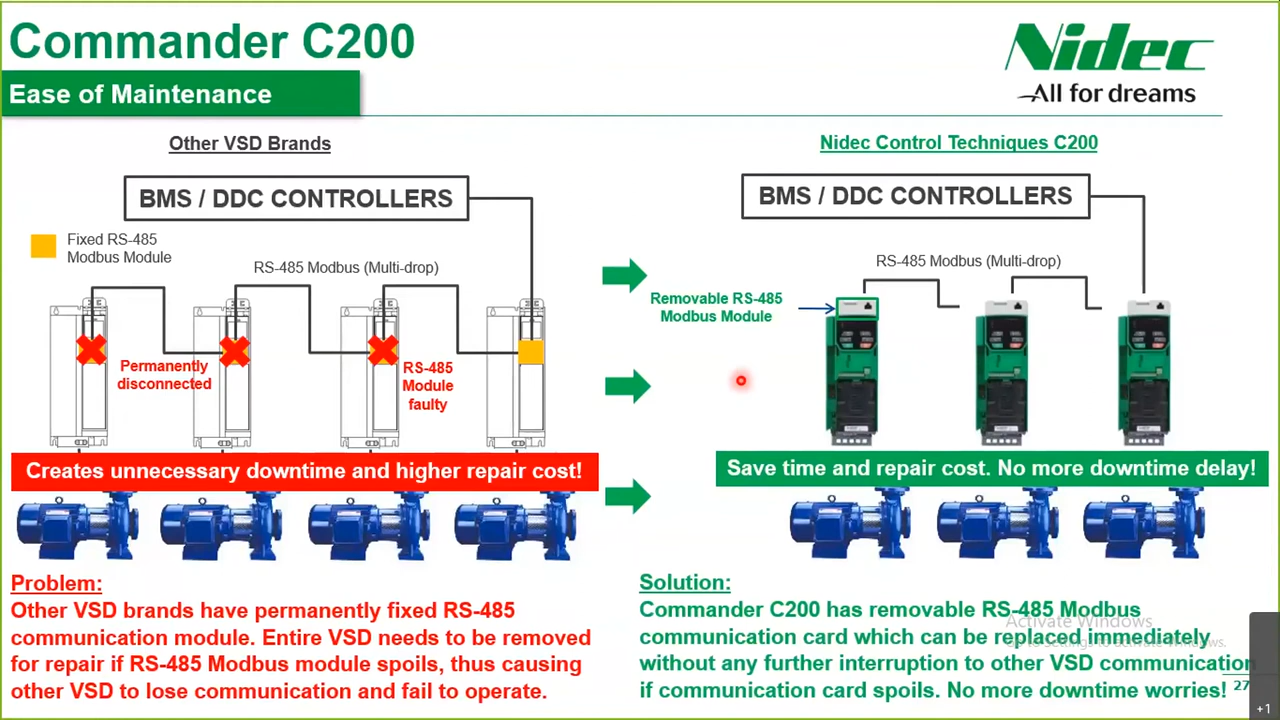 Commander C200
Nidec
All for dreams
Ease of Maintenance
Other VSD Brands
BMS / DDC CONTROLLERS
Fixed RS-485
Modbus Module
RS-485 Modbus (Multi-drop)
Permanently
disconnected
RS-485
Module
faulty
Creates unnecessary downtime and higher repair cost!
Problem:
Other VSD brands have permanently fixed RS-485
communication module. Entire VSD needs to be removed
for repair if RS-485 Modbus module spoils, thus causing
other VSD to lose communication and fail to operate.
Nidec Control Techniques C200
BMS / DDC CONTROLLERS
RS-485 Modbus (Multi-drop)
Removable RS-485
Modbus Module
Save time and repair cost. No more downtime delay!
Solution:
Commander C200 has removable RS-485 Modbus
communication card which can be replaced immediately
without any further interruption to other VSD communication
if communication card spoils. No more downtime worries!
Activate Windows
Go to Settings to activate Windows.
27
+1